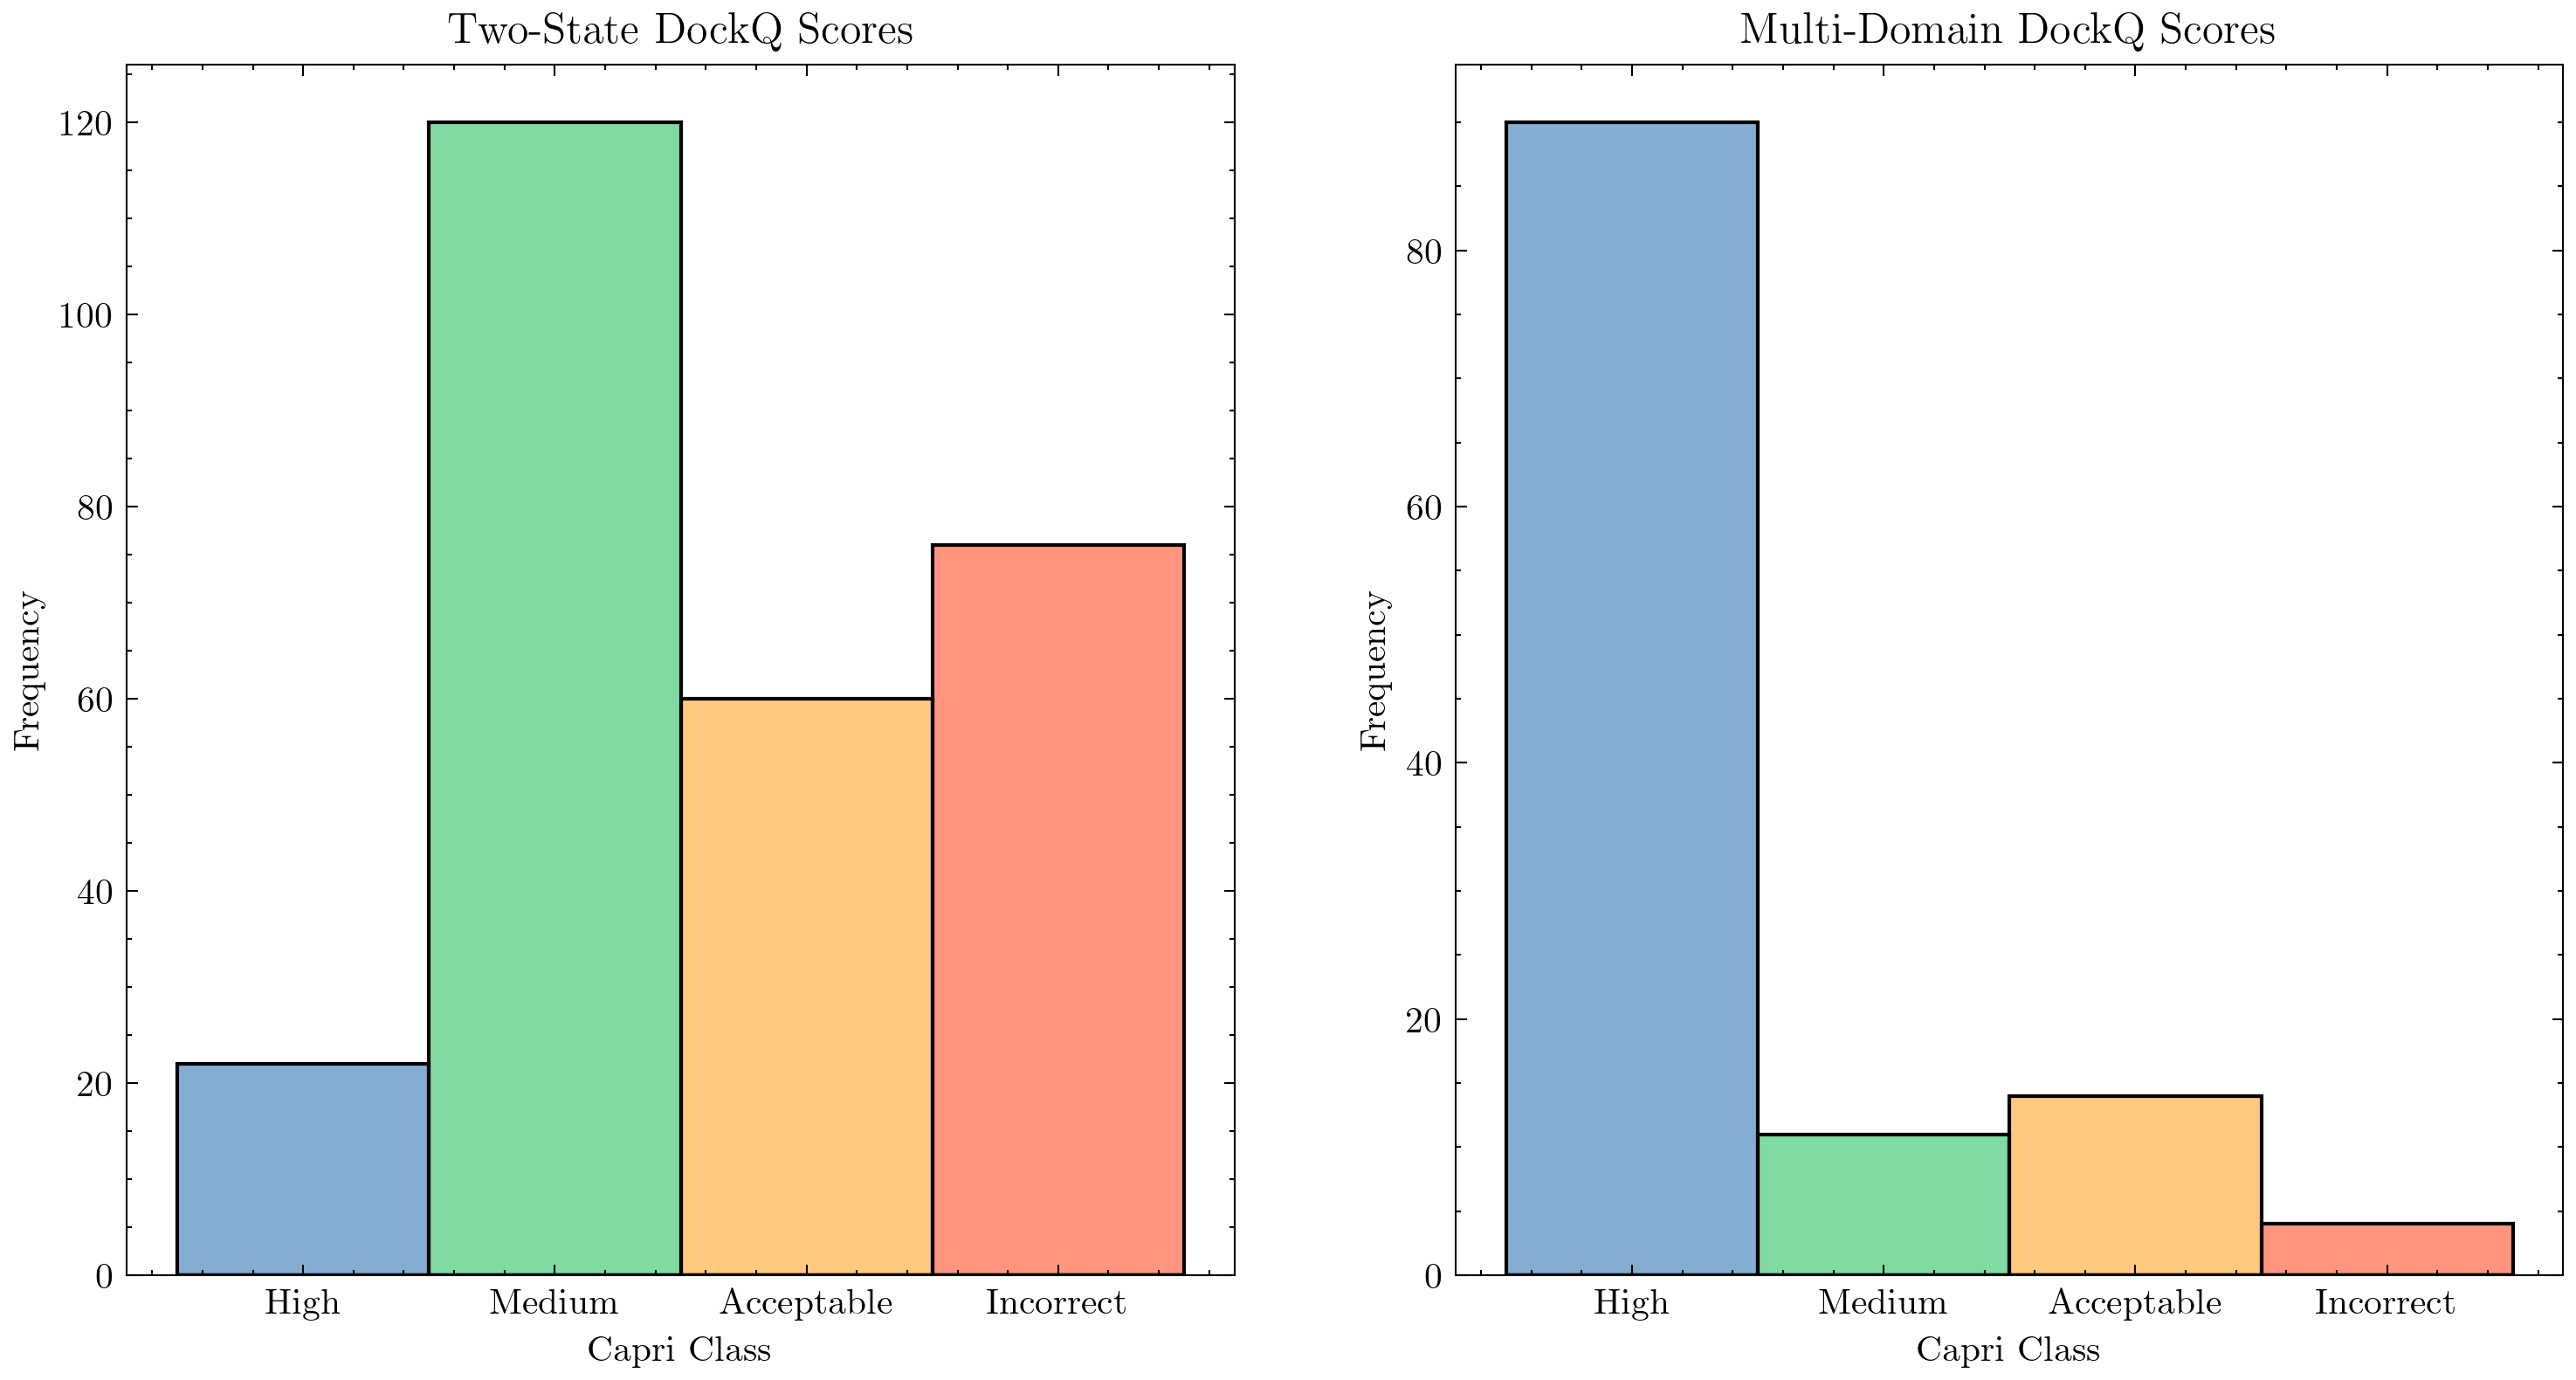 Two-State DockQ Scores
120
100
80
60
40
20
0
Frequency
High Medium Acceptable Incorrect
Capri Class
Multi-Domain DockQ Scores
80
60
40
20
0
Frequency
High Medium Acceptable Incorrect
Capri Class